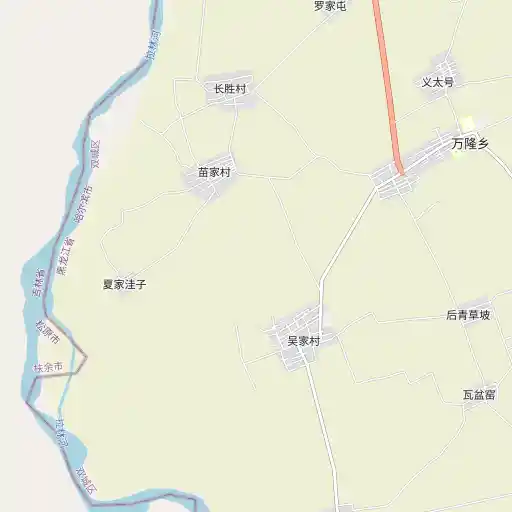 罗家屯
拉林河
义太号
长胜村
万隆乡
双城区
苗家村
哈尔滨市
黑龙江省
吉林省
夏家洼子
后青草坡
松原市
吴家村
扶余市
瓦盆窑
拉林河
双城区